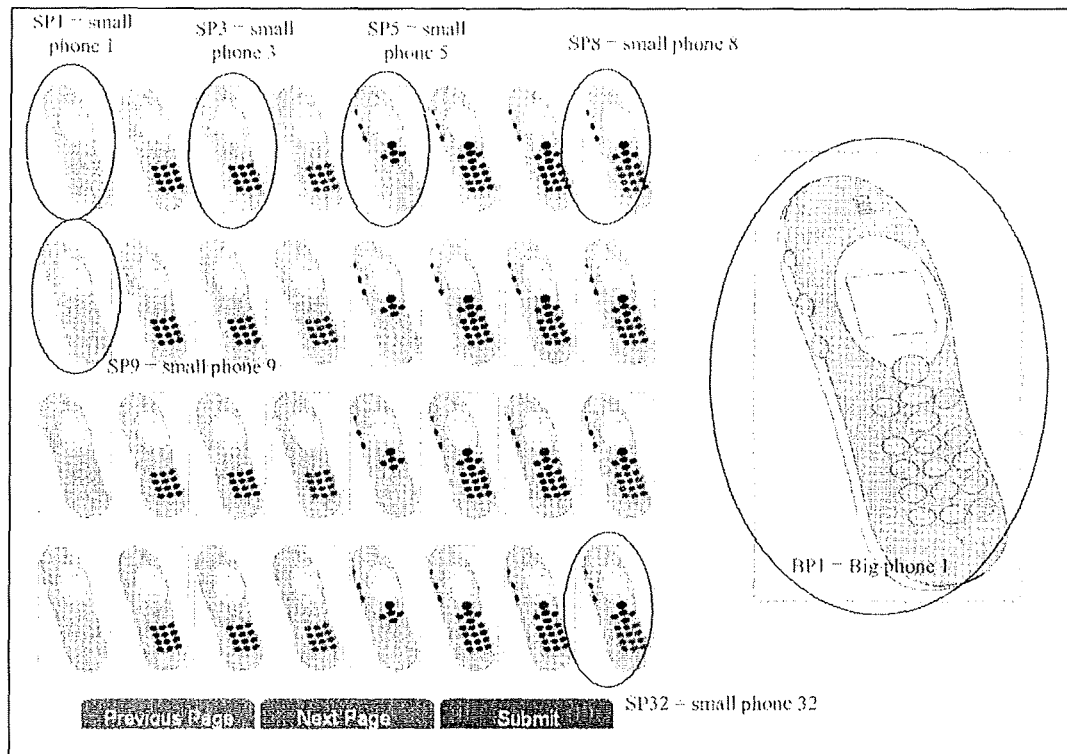 SP1 = small
phone 1
SP3 = small
phone 3
SP5 = small
phone 5
SP8 = small phone 8
SP9 = small phone 9
BP1 = Big phone 1
Previous Page
Next Page
Submit
SP32 = small phone 32